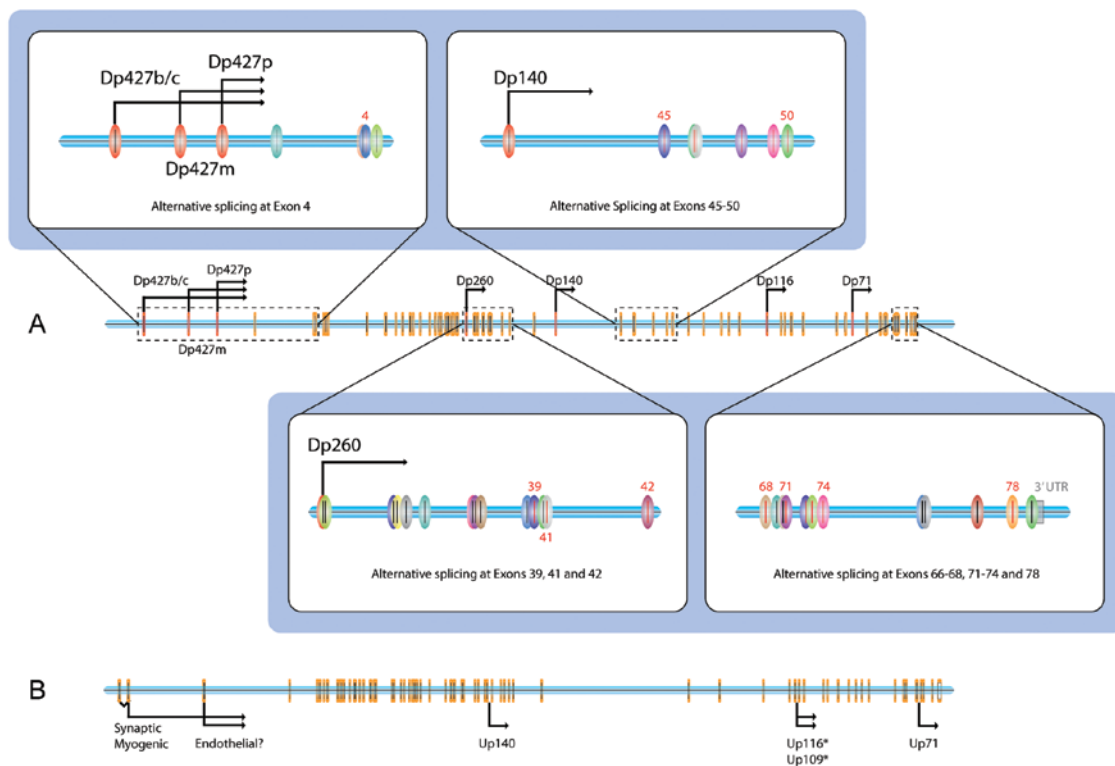 Dp427p
Dp427b/c
4
Dp427m
Alternative splicing at Exon 4
Dp140
45
50
Alternative Splicing at Exons 45-50
Dp427p
Dp427b/c
Dp427m
Dp260
Dp140
Dp116
Dp71
A
Dp260
39
42
41
Alternative splicing at Exons 39, 41 and 42
68
71
74
78
3'UTR
Alternative splicing at Exons 66-68, 71-74 and 78
B
Synaptic
Myogenic
Endothelial?
Up140
Up116*
Up109*
Up71